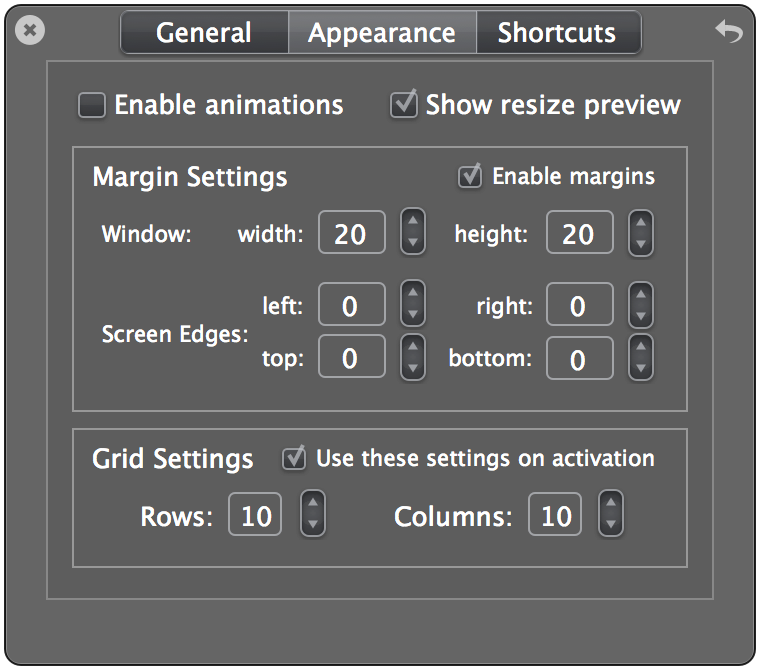 General Appearance Shortcuts
Enable animations Show resize preview
Margin Settings Enable margins
Window: width: 20 height: 20
left: 0 right: 0
Screen Edges:
top: 0 bottom: 0
Grid Settings Use these settings on activation
Rows: 10 Columns: 10